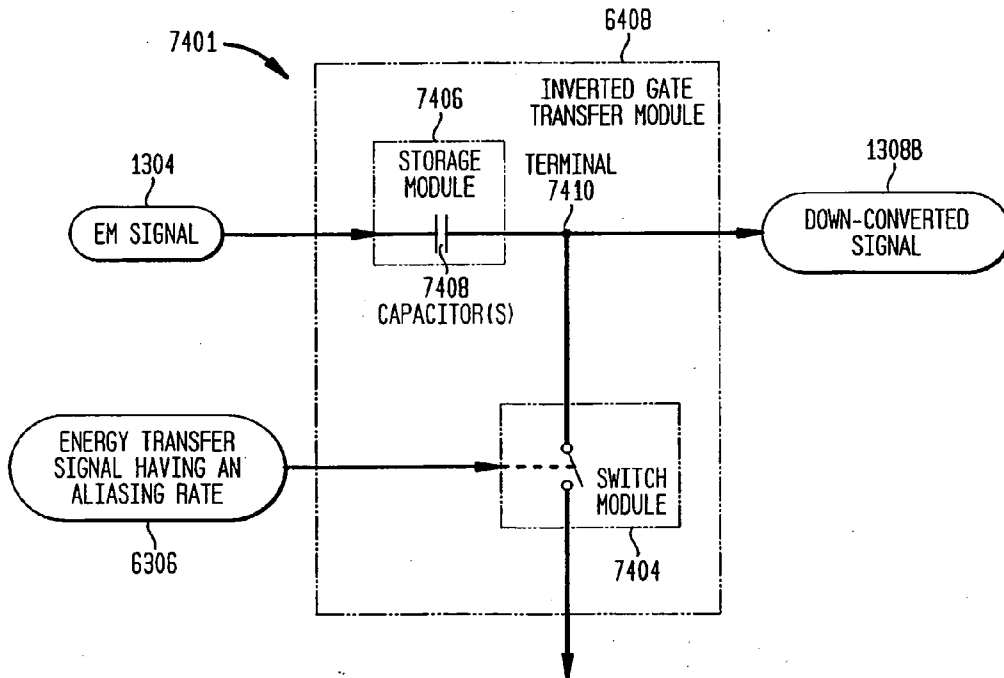 6408
7401
INVERTED GATE
TRANSFER MODULE
7406
STORAGE
MODULE
TERMINAL
7410
1304
1308B
EM SIGNAL
DOWN-CONVERTED
SIGNAL
7408
CAPACITOR(S)
ENERGY TRANSFER
SIGNAL HAVING AN
ALIASING RATE
SWITCH
MODULE
6306
7404